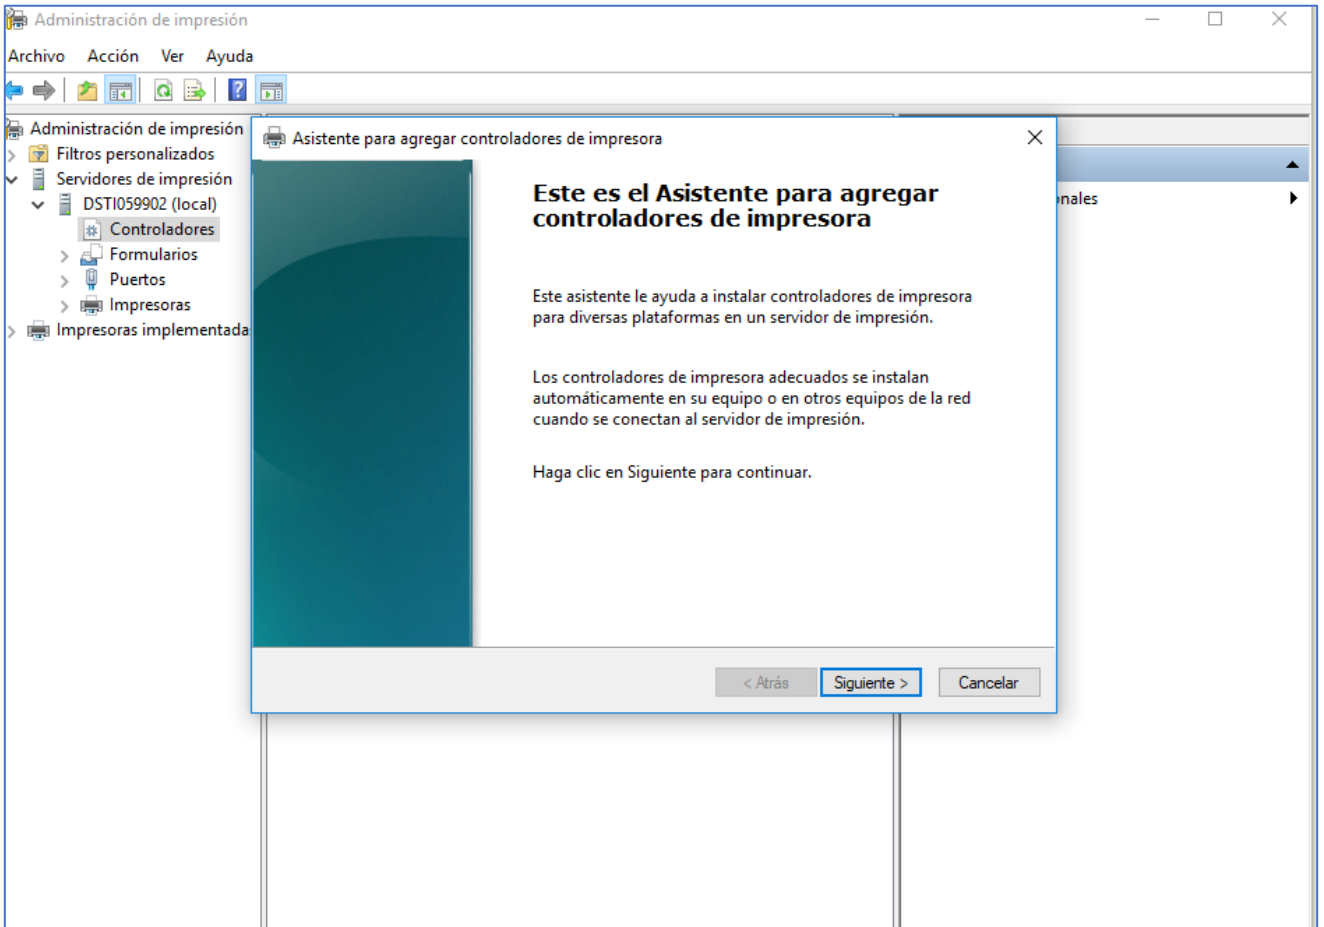 Administración de impresión
Archivo Acción Ver Ayuda
Administración de impresión
Filtros personalizados
Servidores de impresión
DSTI059902 (local)
Controladores
Formularios
Puertos
Impresoras
Impresoras implementada
Asistente para agregar controladores de impresora
Este es el Asistente para agregar
controladores de impresora
Este asistente le ayuda a instalar controladores de impresora
para diversas plataformas en un servidor de impresión.
Los controladores de impresora adecuados se instalan
automáticamente en su equipo o en otros equipos de la red
cuando se conectan al servidor de impresión.
Haga clic en Siguiente para continuar.
< Atrás Siguiente > Cancelar
onales